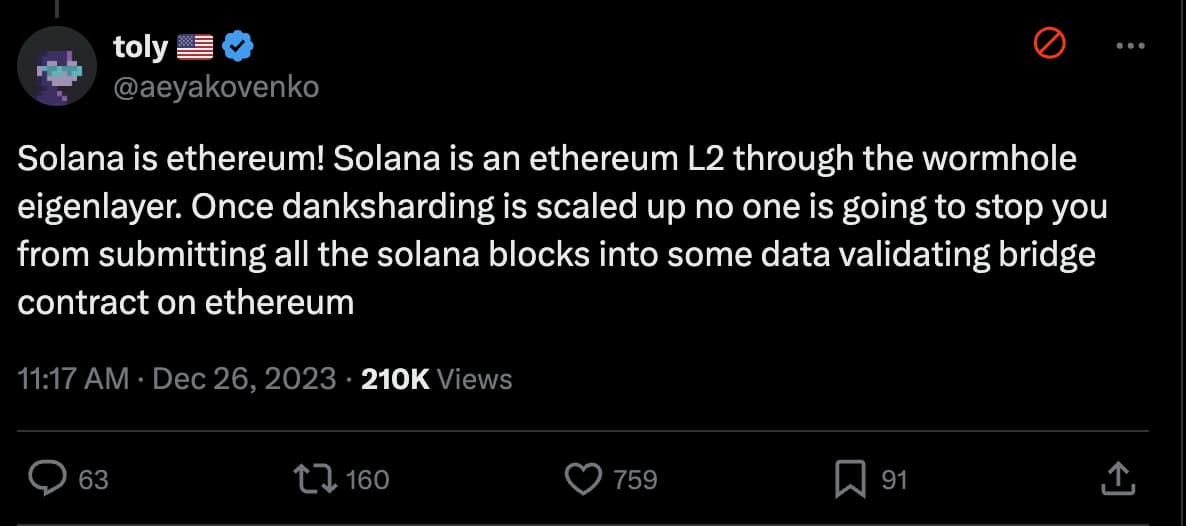 toly 🇺🇸
@aeyakovenko
Solana is ethereum! Solana is an ethereum L2 through the wormhole
eigenlayer. Once danksharding is scaled up no one is going to stop you
from submitting all the solana blocks into some data validating bridge
contract on ethereum
11:17 AM · Dec 26, 2023 · 210K Views
63 160 759 91